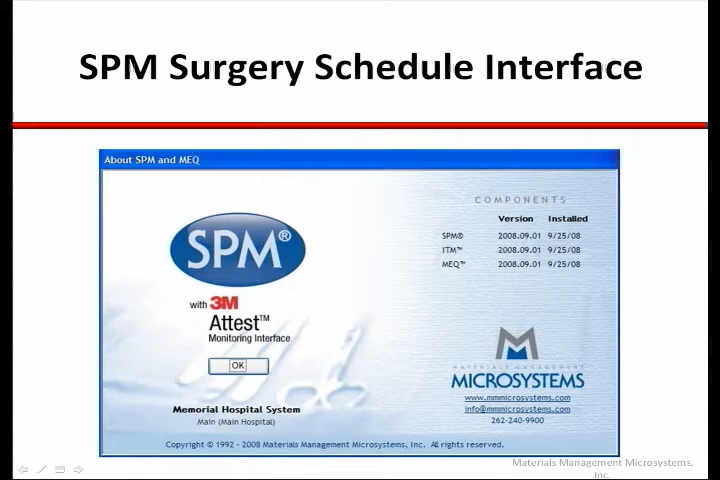 SPM Surgery Schedule Interface
About SPM and MEQ
COMPONENTS
Version Installed
SPM® 2008.09.01 9/25/08
ITM™ 2008.09.01 9/25/08
MEQ™ 2008.09.01 9/25/08
SPM®
with 3M
Attest™
Monitoring Interface
OK
Memorial Hospital System
Main (Main Hospital)
MATERIALS MANAGEMENT
MICROSYSTEMS
www.mmmicrosystems.com
info@mmmicrosystems.com
262-240-9900
Copyright © 1992 - 2008 Materials Management Microsystems, Inc. All rights reserved.
Materials Management Microsystems,
Inc.